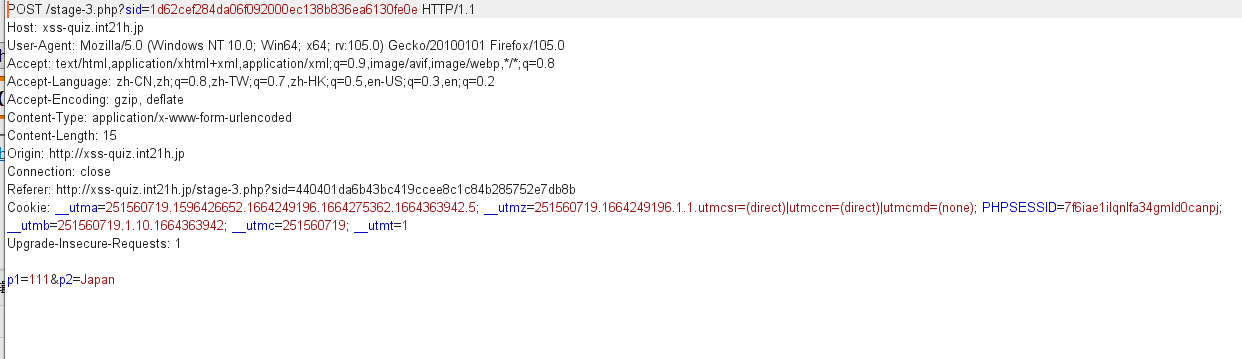 POST /stage-3.php?sid=1d62cef284da06f092000ec138b836ea6130fe0e HTTP/1.1
Host: xss-quiz.int21h.jp
User-Agent: Mozilla/5.0 (Windows NT 10.0; Win64; x64; rv:105.0) Gecko/20100101 Firefox/105.0
Accept: text/html,application/xhtml+xml,application/xml;q=0.9,image/avif,image/webp,*/*;q=0.8
Accept-Language: zh-CN,zh;q=0.8,zh-TW;q=0.7,zh-HK;q=0.5,en-US;q=0.3,en;q=0.2
Accept-Encoding: gzip, deflate
Content-Type: application/x-www-form-urlencoded
Content-Length: 15
Origin: http://xss-quiz.int21h.jp
Connection: close
Referer: http://xss-quiz.int21h.jp/stage-3.php?sid=440401da6b43bc419ccee8c1c84b285752e7db8b
Cookie: __utma=251560719.1596426652.1664249196.1664275362.1664363942.5; __utmz=251560719.1664249196.1.1.utmcsr=(direct)|utmccn=(direct)|utmcmd=(none); PHPSESSID=7f6iae1ilqnlfa34gmld0canpj;
__utmb=251560719.1.10.1664363942; __utmc=251560719; __utmt=1
Upgrade-Insecure-Requests: 1
p1=111&p2=Japan